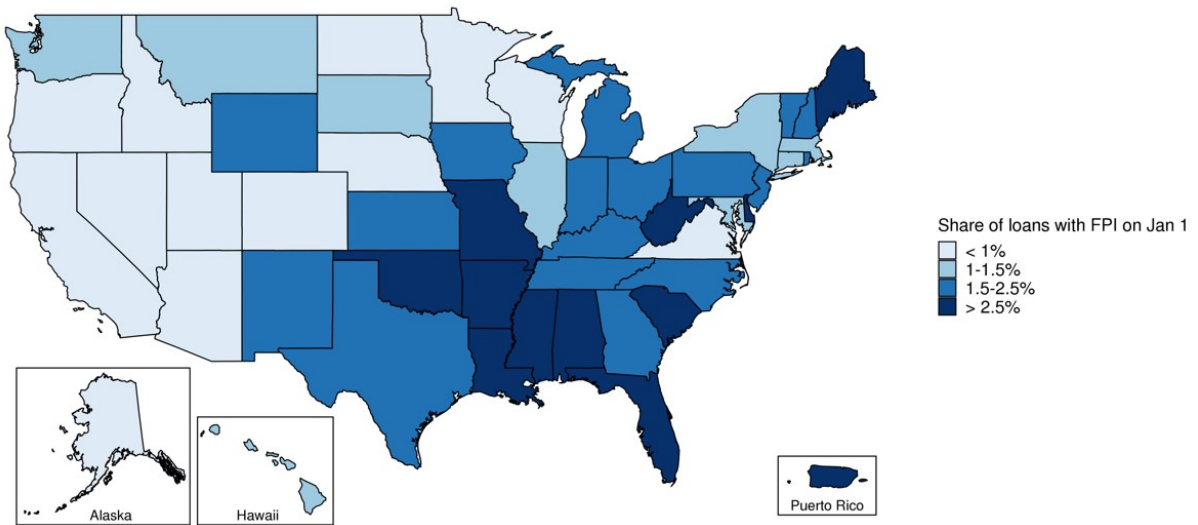 Share of loans with FPI on Jan 1
< 1%
1-1.5%
1.5-2.5%
> 2.5%
Alaska
Hawaii
Puerto Rico